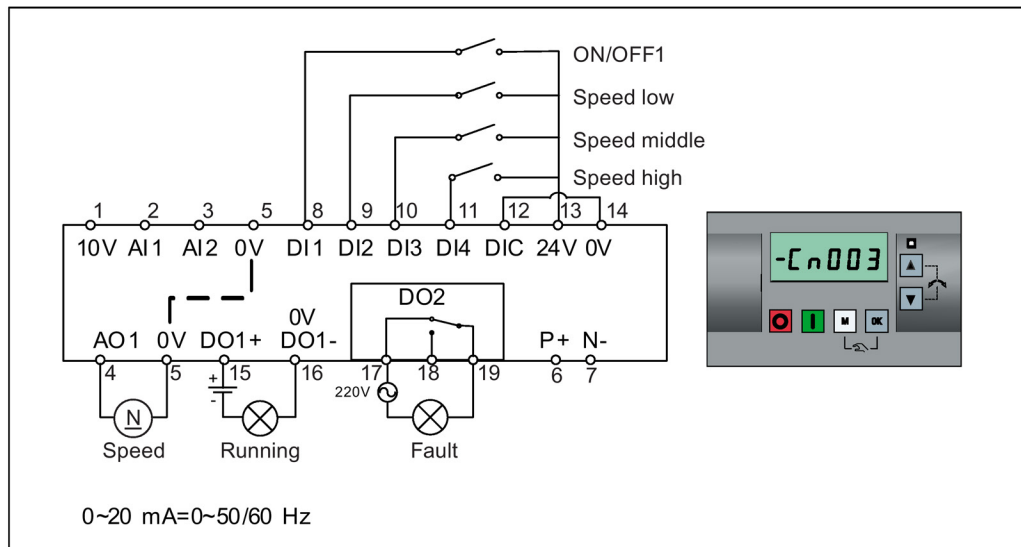 ON/OFF1
Speed low
Speed middle
Speed high
1 2 3 5 8 9 10 11 12 13 14
10V AI1 AI2 0V DI1 DI2 DI3 DI4 DIC 24V 0V
DO2
0V
AO1 0V DO1+ DO1- P+ N-
4 5 15 16 17 18 19 6 7
+
-
220V
N
Speed Running Fault
0~20 mA=0~50/60 Hz
-Cn003
M OK